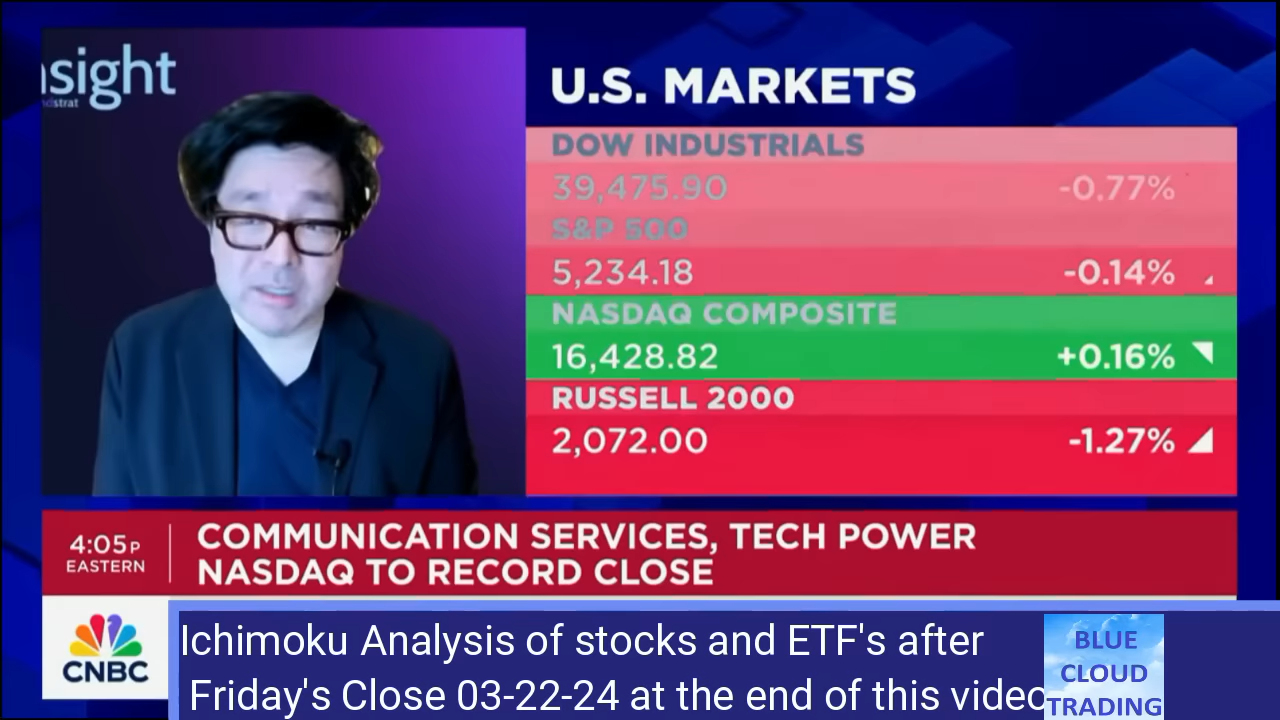 nsight
ndstrat
U.S. MARKETS
DOW INDUSTRIALS
39,475.90 -0.77%
S&P 500
5,234.18 -0.14%
NASDAQ COMPOSITE
16,428.82 +0.16%
RUSSELL 2000
2,072.00 -1.27%
4:05P
EASTERN
COMMUNICATION SERVICES, TECH POWER
NASDAQ TO RECORD CLOSE
CNBC
Ichimoku Analysis of stocks and ETF's after
Friday's Close 03-22-24 at the end of this video
BLUE
CLOUD
TRADING